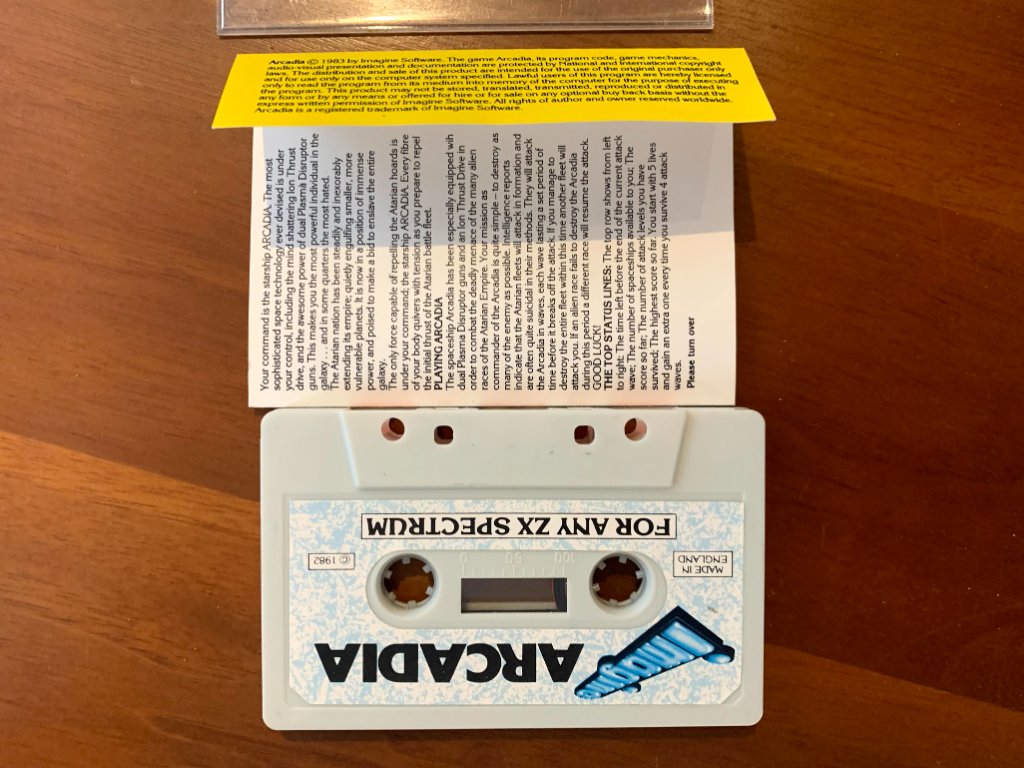 Arcadia © 1983 by Imagine Software. The game Arcadia, its program code, game mechanics,
audio-visual presentation and documentation are protected by National and International copyright
laws. The distribution and sale of this product are intended for the use of the original purchaser only
and for use only on the computer system specified. Lawful users of this program are hereby licensed
only to read the program from its medium into memory of the computer for the purpose of executing
the program. This product may not be stored, translated, transmitted, reproduced or distributed in
any form or by any means or offered for hire or for sale on any optional buy back basis without the
express written permission of Imagine Software. All rights of author and owner reserved worldwide.
Arcadia is a registered trademark of Imagine Software.
Your command is the starship ARCADIA. The most
sophisticated space technology ever devised is under
your control, including the mind shattering Ion Thrust
drive, and the awesome power of dual Plasma Disruptor
guns. This makes you the most powerful individual in the
galaxy . . . and in some quarters the most hated.
The Atarian nation has been steadily and inexorably
extending its empire; quietly engulfing smaller, more
vulnerable planets. It is now in a position of immense
power, and poised to make a bid to enslave the entire
galaxy.
The only force capable of repelling the Atarian hoards is
under your command; the starship ARCADIA. Every fibre
of your body quivers with tension as you prepare to repel
the initial thrust of the Atarian battle fleet.
PLAYING ARCADIA
The spaceship Arcadia has been especially equipped wih
dual Plasma Disruptor guns and an Ion Thrust Drive in
order to combat the deadly menace of the many alien
races of the Atarian Empire. Your mission; as
commander of the Arcadia is quite simple – to destroy as
many of the enemy as possible. Intelligence reports
indicate that the Atarian fleets will attack in formation and
are often quite suicidal in their methods. They will attack
the Arcadia in waves, each wave lasting a set period of
time before it breaks off the attack. If you manage to
destroy the entire fleet within this time another fleet will
attack you. If an alien race fails to destroy the Arcadia
during this period a different race will resume the attack.
GOOD LUCK!
THE TOP STATUS LINES: The top row shows from left
to right: The time left before the end of the current attack
wave; The number of spaceships available to you; The
score so far; The number of attack levels you have
survived; The highest score so far. You start with 5 lives
and gain an extra one every time you survive 4 attack
waves.
Please turn over
Imagine
ARCADIA
MADE IN
ENGLAND
100 50 0
© 1982
FOR ANY ZX SPECTRUM